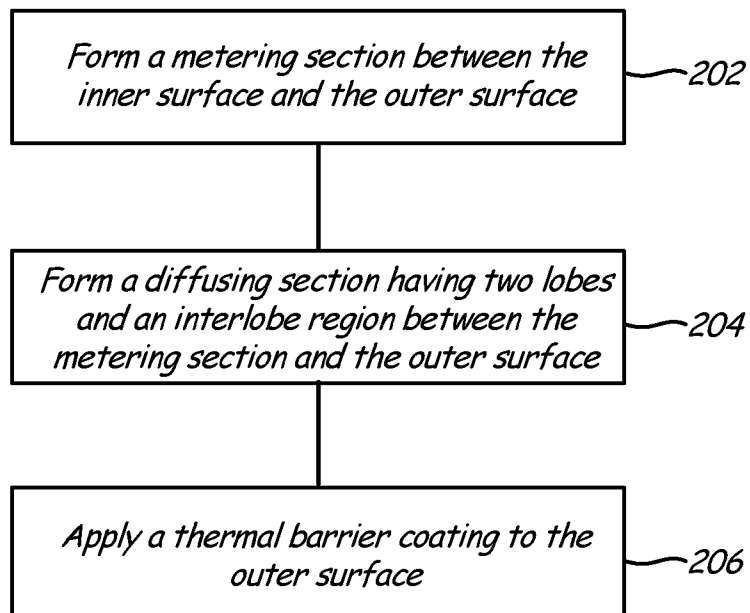 Form a metering section between the
inner surface and the outer surface
202
Form a diffusing section having two lobes
and an interlobe region between the
metering section and the outer surface
204
Apply a thermal barrier coating to the
outer surface
206